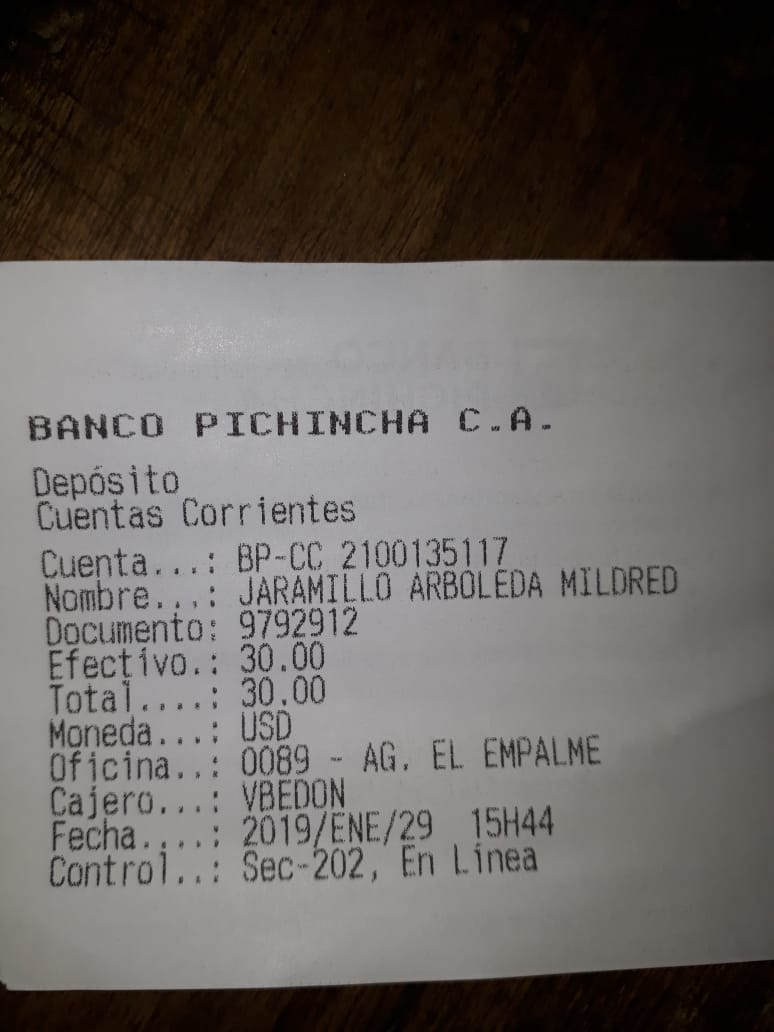 BANCO PICHINCHA C.A.
Depósito
Cuentas Corrientes
Cuenta...: BP-CC 2100135117
Nombre...: JARAMILLO ARBOLEDA MILDRED
Documento: 9792912
Efectivo.: 30.00
Total....: 30.00
Moneda...: USD
Oficina..: 0089 - AG. EL EMPALME
Cajero...: VBEDON
Fecha....: 2019/ENE/29  15H44
Control..: Sec-202, En Línea